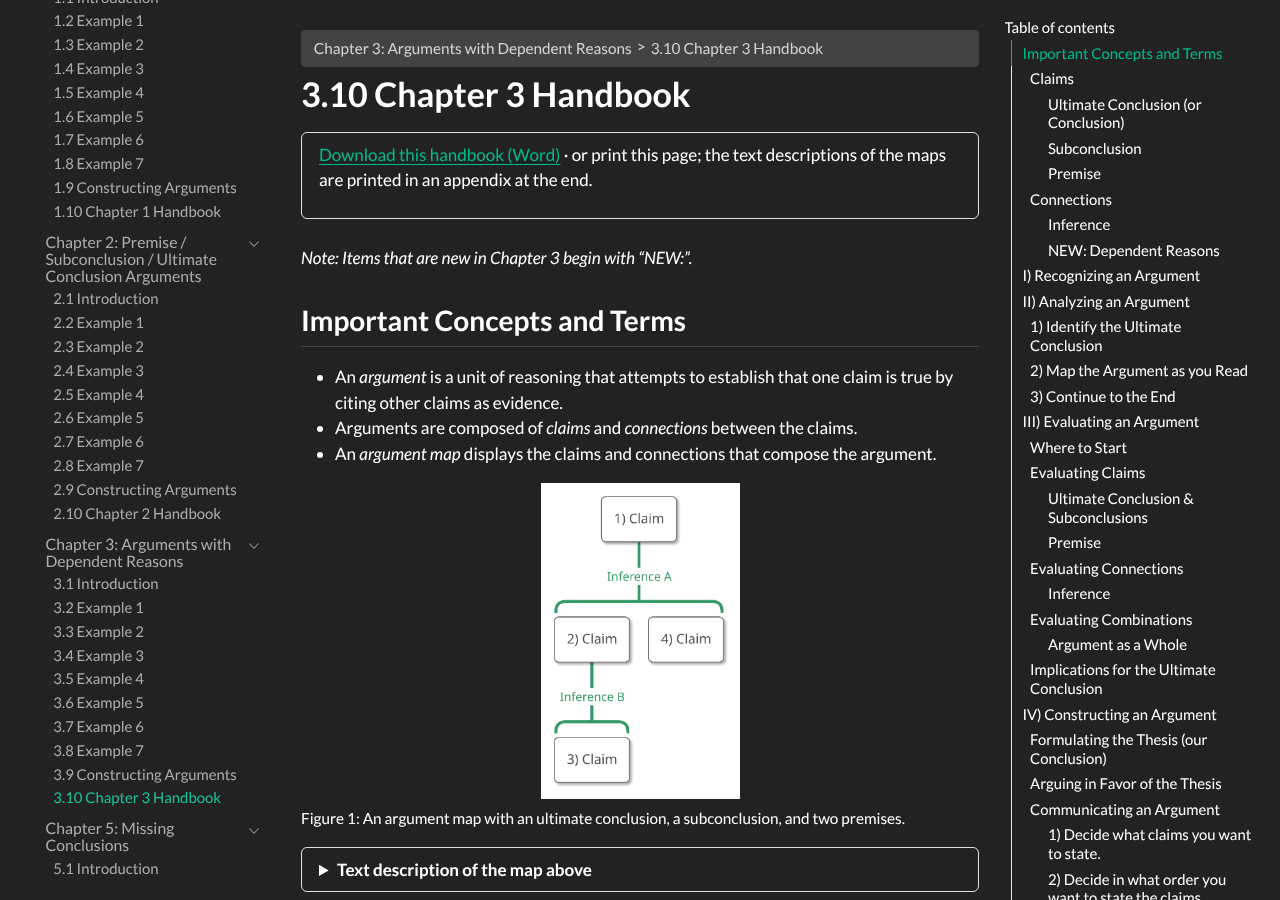 1.1 Introduction
1.2 Example 1
1.3 Example 2
1.4 Example 3
1.5 Example 4
1.6 Example 5
1.7 Example 6
1.8 Example 7
1.9 Constructing Arguments
1.10 Chapter 1 Handbook
Chapter 2: Premise /
Subconclusion / Ultimate
Conclusion Arguments
2.1 Introduction
2.2 Example 1
2.3 Example 2
2.4 Example 3
2.5 Example 4
2.6 Example 5
2.7 Example 6
2.8 Example 7
2.9 Constructing Arguments
2.10 Chapter 2 Handbook
Chapter 3: Arguments with
Dependent Reasons
3.1 Introduction
3.2 Example 1
3.3 Example 2
3.4 Example 3
3.5 Example 4
3.6 Example 5
3.7 Example 6
3.8 Example 7
3.9 Constructing Arguments
3.10 Chapter 3 Handbook
Chapter 5: Missing
Conclusions
5.1 Introduction
Chapter 3: Arguments with Dependent Reasons > 3.10 Chapter 3 Handbook
3.10 Chapter 3 Handbook
Download this handbook (Word) · or print this page; the text descriptions of the maps
are printed in an appendix at the end.
Note: Items that are new in Chapter 3 begin with “NEW:”.
Important Concepts and Terms
• An argument is a unit of reasoning that attempts to establish that one claim is true by
citing other claims as evidence.
• Arguments are composed of claims and connections between the claims.
• An argument map displays the claims and connections that compose the argument.
1) Claim
Inference A
2) Claim
4) Claim
Inference B
3) Claim
Figure 1: An argument map with an ultimate conclusion, a subconclusion, and two premises.
Text description of the map above
Table of contents
Important Concepts and Terms
Claims
Ultimate Conclusion (or
Conclusion)
Subconclusion
Premise
Connections
Inference
NEW: Dependent Reasons
I) Recognizing an Argument
II) Analyzing an Argument
1) Identify the Ultimate
Conclusion
2) Map the Argument as you Read
3) Continue to the End
III) Evaluating an Argument
Where to Start
Evaluating Claims
Ultimate Conclusion &
Subconclusions
Premise
Evaluating Connections
Inference
Evaluating Combinations
Argument as a Whole
Implications for the Ultimate
Conclusion
IV) Constructing an Argument
Formulating the Thesis (our
Conclusion)
Arguing in Favor of the Thesis
Communicating an Argument
1) Decide what claims you want
to state.
2) Decide in what order you
want to state the claims